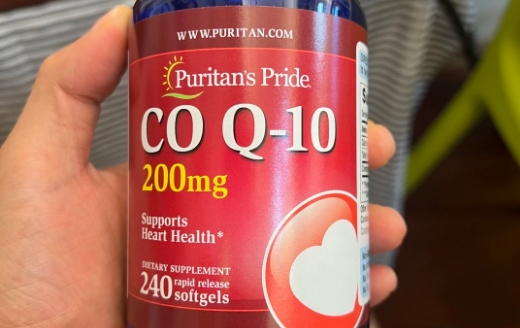 WWW.PURITAN.COM
Puritan's Pride®
CO Q-10
200mg
Supports
Heart Health*
DIETARY SUPPLEMENT
240 rapid release
softgels